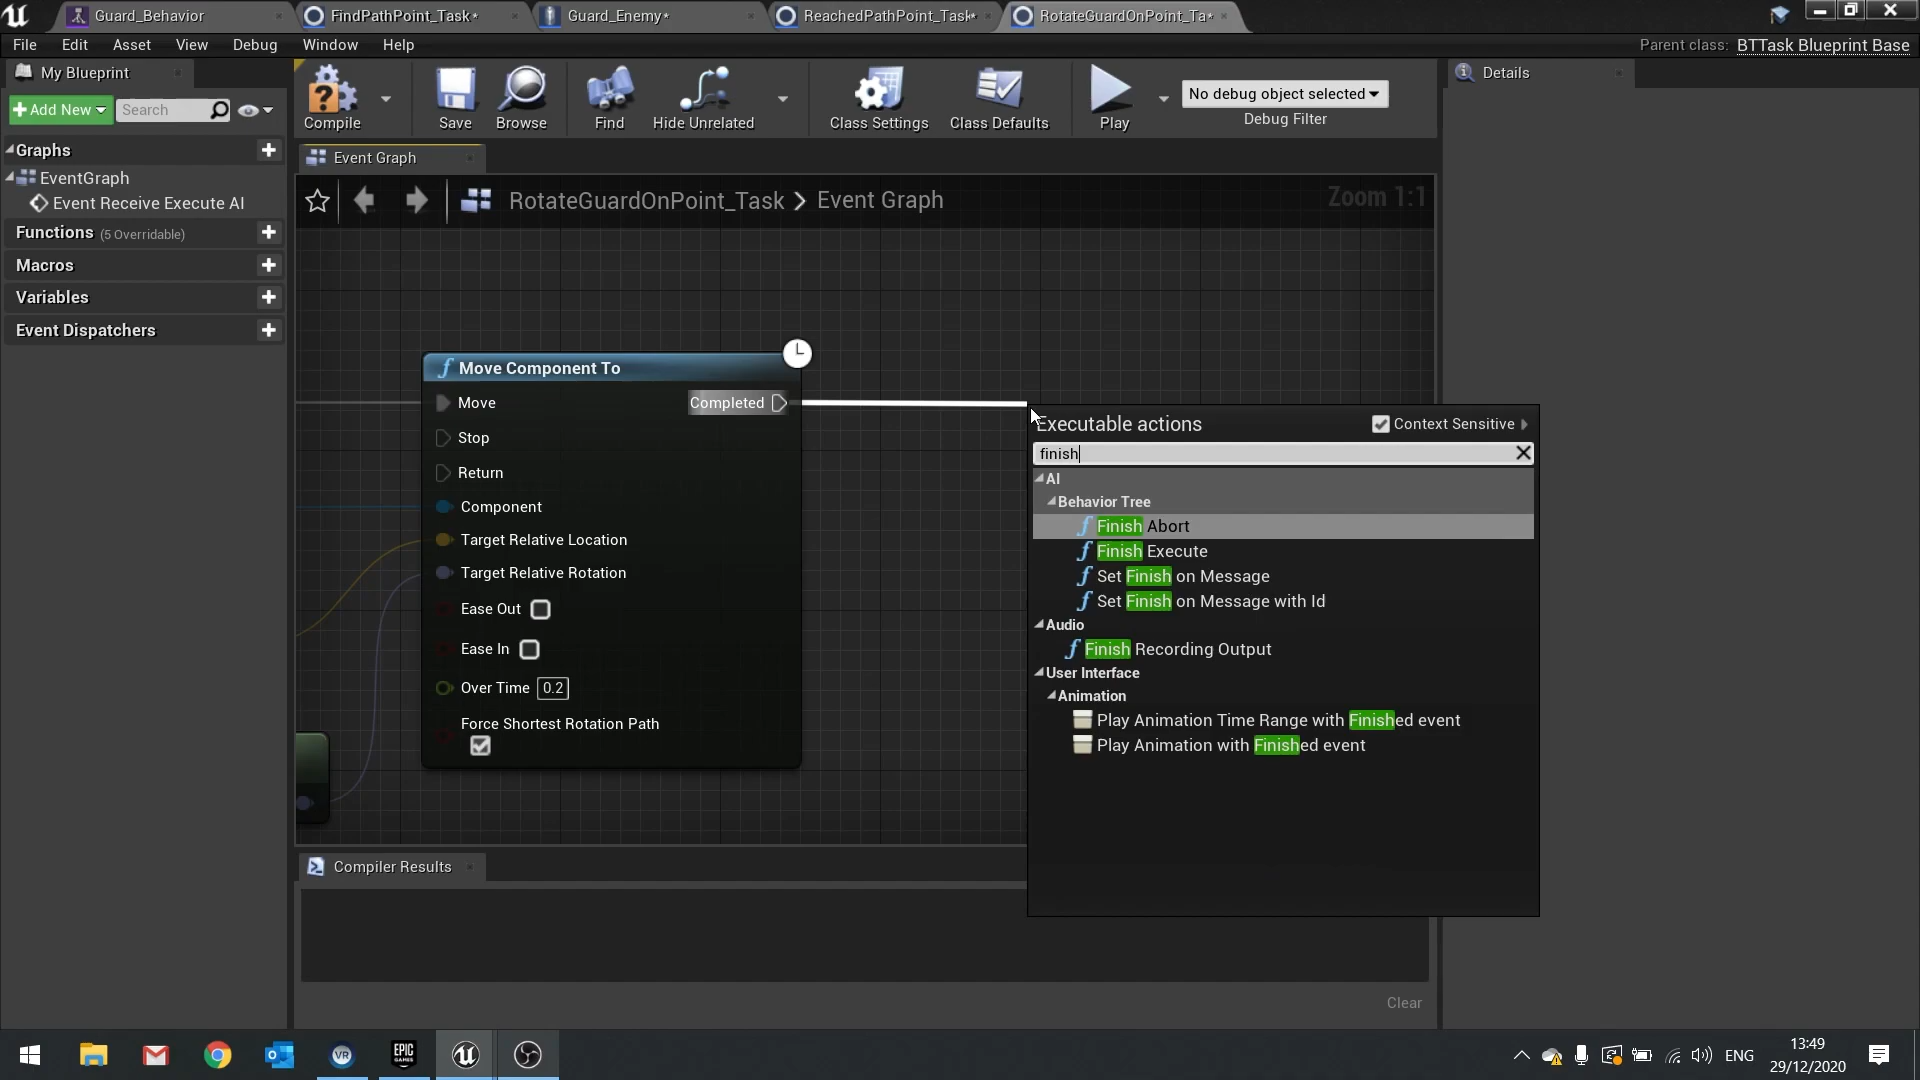 Guard_Behavior
FindPathPoint_Task*
Guard_Enemy*
ReachedPathPoint_Task*
RotateGuardOnPoint_Ta*
File Edit Asset View Debug Window Help
Parent class: BTTask Blueprint Base
My Blueprint
Add New
Search
Graphs
EventGraph
Event Receive Execute AI
Functions (5 Overridable)
Macros
Variables
Event Dispatchers
Compile
Save
Browse
Find
Hide Unrelated
Class Settings
Class Defaults
Play
No debug object selected
Debug Filter
Details
Event Graph
RotateGuardOnPoint_Task > Event Graph
Zoom 1:1
Move Component To
Move
Completed
Stop
Return
Component
Target Relative Location
Target Relative Rotation
Ease Out
Ease In
Over Time 0.2
Force Shortest Rotation Path
Executable actions
Context Sensitive
finish
AI
Behavior Tree
Finish Abort
Finish Execute
Set Finish on Message
Set Finish on Message with Id
Audio
Finish Recording Output
User Interface
Animation
Play Animation Time Range with Finished event
Play Animation with Finished event
Compiler Results
Clear
VR
EPIC
GAMES
ENG
13:49
29/12/2020